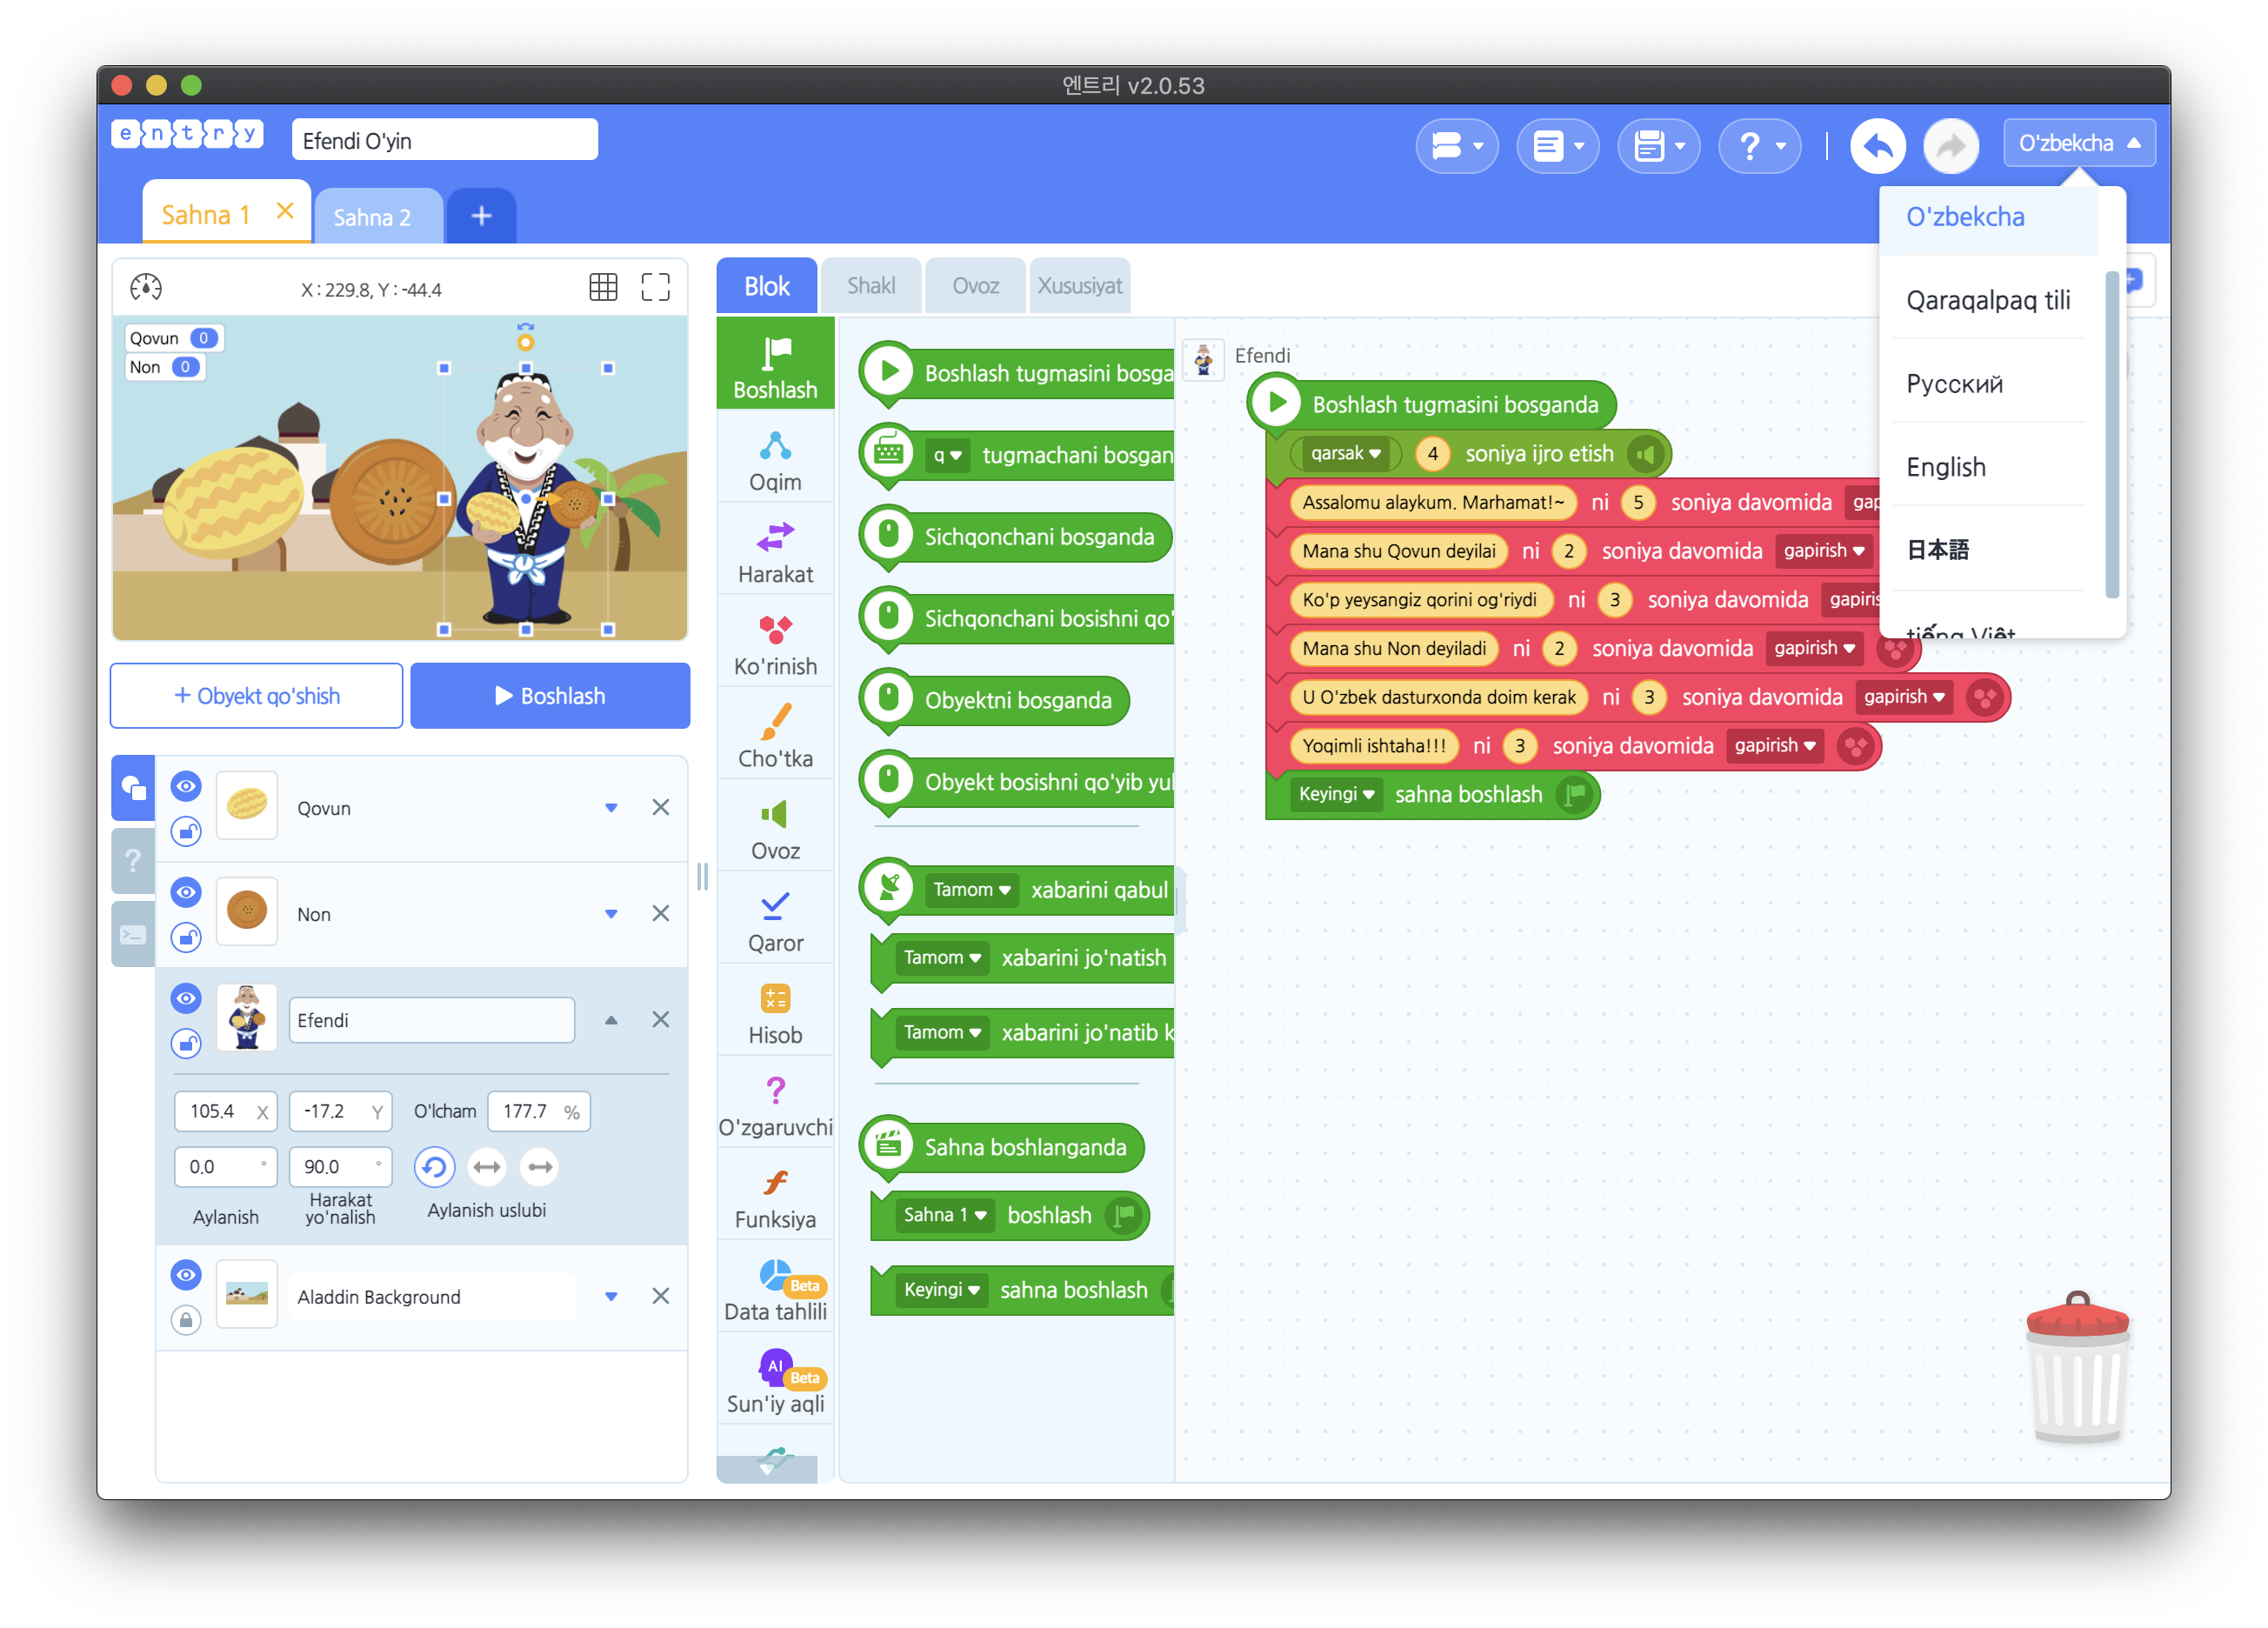 엔트리 v2.0.53
entry
Efendi O'yin
?
O'zbekcha
Sahna 1
Sahna 2
+
O'zbekcha
Qaraqalpaq tili
Русский
English
日本語
tiếng Việt
X : 229.8, Y : -44.4
Qovun 0
Non 0
+ Obyekt qo'shish
Boshlash
Qovun
?
Non
Efendi
105.4 X
-17.2 Y
O'lcham
177.7 %
0.0 °
90.0 °
Aylanish
Harakat
yo'nalish
Aylanish uslubi
Aladdin Background
Blok
Shakl
Ovoz
Xususiyat
Boshlash
Oqim
Harakat
Ko'rinish
Cho'tka
Ovoz
Qaror
Hisob
O'zgaruvchi
Funksiya
Beta
Data tahlili
AI
Beta
Sun'iy aqli
Boshlash tugmasini bosga
q tugmachani bosgan
Sichqonchani bosganda
Sichqonchani bosishni qo'
Obyektni bosganda
Obyekt bosishni qo'yib yul
Tamom xabarini qabul
Tamom xabarini jo'natish
Tamom xabarini jo'natib k
Sahna boshlanganda
Sahna 1 boshlash
Keyingi sahna boshlash
Efendi
Boshlash tugmasini bosganda
qarsak 4 soniya ijro etish
Assalomu alaykum. Marhamat!~ ni 5 soniya davomida gap
Mana shu Qovun deyilai ni 2 soniya davomida gapirish
Ko'p yeysangiz qorini og'riydi ni 3 soniya davomida gapiris
Mana shu Non deyiladi ni 2 soniya davomida gapirish
U O'zbek dasturxonda doim kerak ni 3 soniya davomida gapirish
Yoqimli ishtaha!!! ni 3 soniya davomida gapirish
Keyingi sahna boshlash